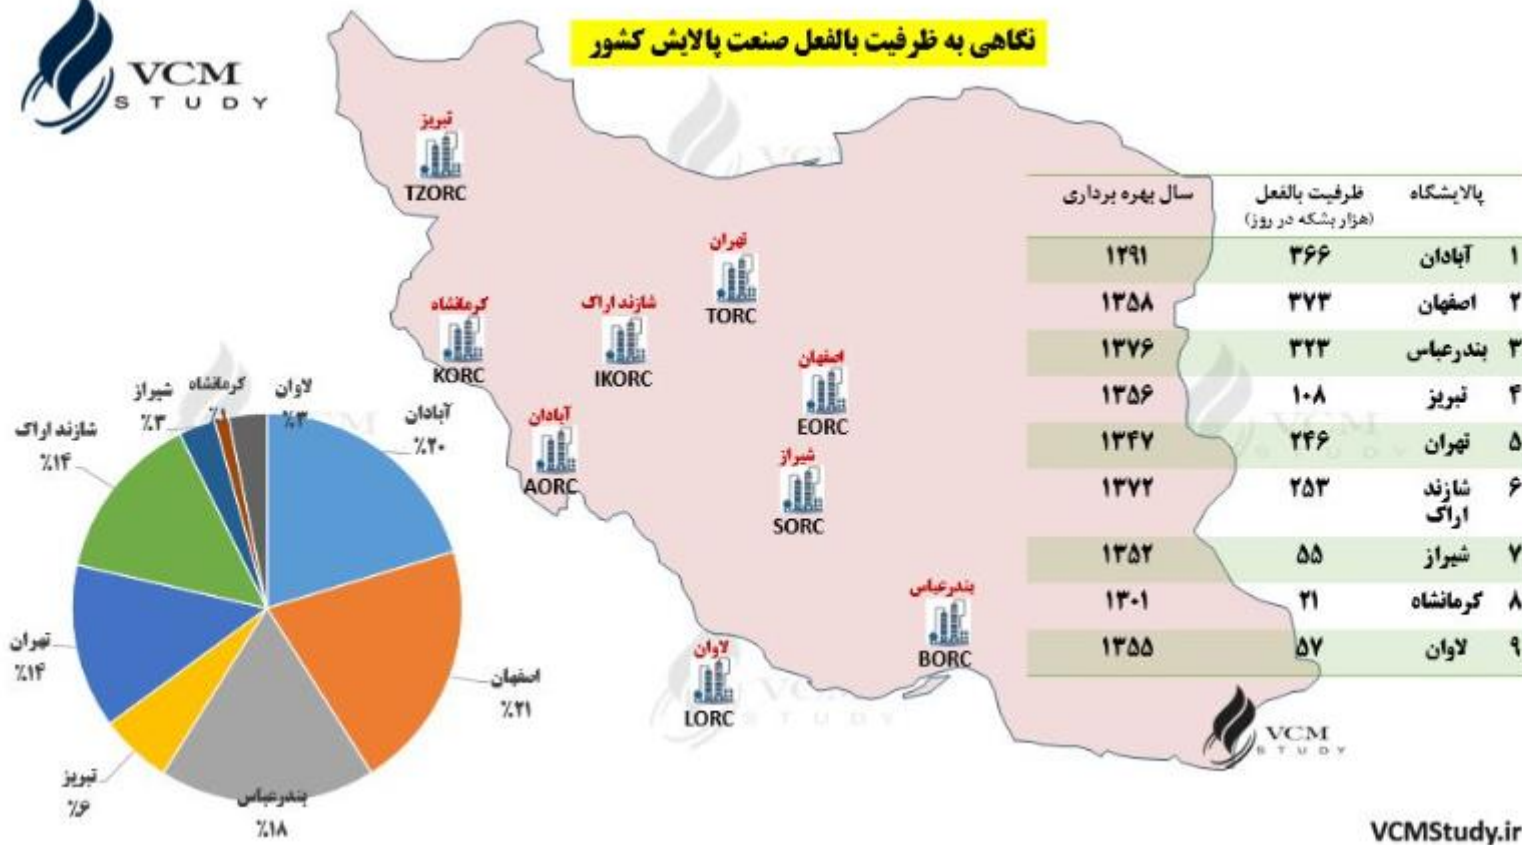 نگاهی به ظرفیت بالفعل صنعت پالایش کشور
VCM
STUDY
تبریز
TZORC
تهران
TORC
کرمانشاه
KORC
شازند اراک
IKORC
اصفهان
EORC
آبادان
AORC
شیراز
SORC
بندرعباس
BORC
لاوان
LORC
پالایشگاه ظرفیت بالفعل سال بهره برداری
(هزار بشکه در روز)
۱ آبادان ۳۶۶ ۱۲۹۱
۲ اصفهان ۳۷۳ ۱۳۵۸
۳ بندرعباس ۳۲۳ ۱۳۷۶
۴ تبریز ۱۰۸ ۱۳۵۶
۵ تهران ۲۴۶ ۱۳۴۷
۶ شازند اراک ۲۵۳ ۱۳۷۲
۷ شیراز ۵۵ ۱۳۵۲
۸ کرمانشاه ۲۱ ۱۳۰۱
۹ لاوان ۵۷ ۱۳۵۵
لاوان
٪۳
کرمانشاه
٪۱
شیراز
٪۳
آبادان
٪۲۰
شازند اراک
٪۱۴
تهران
٪۱۴
اصفهان
٪۲۱
تبریز
٪۶
بندرعباس
٪۱۸
VCM
STUDY
VCMStudy.ir